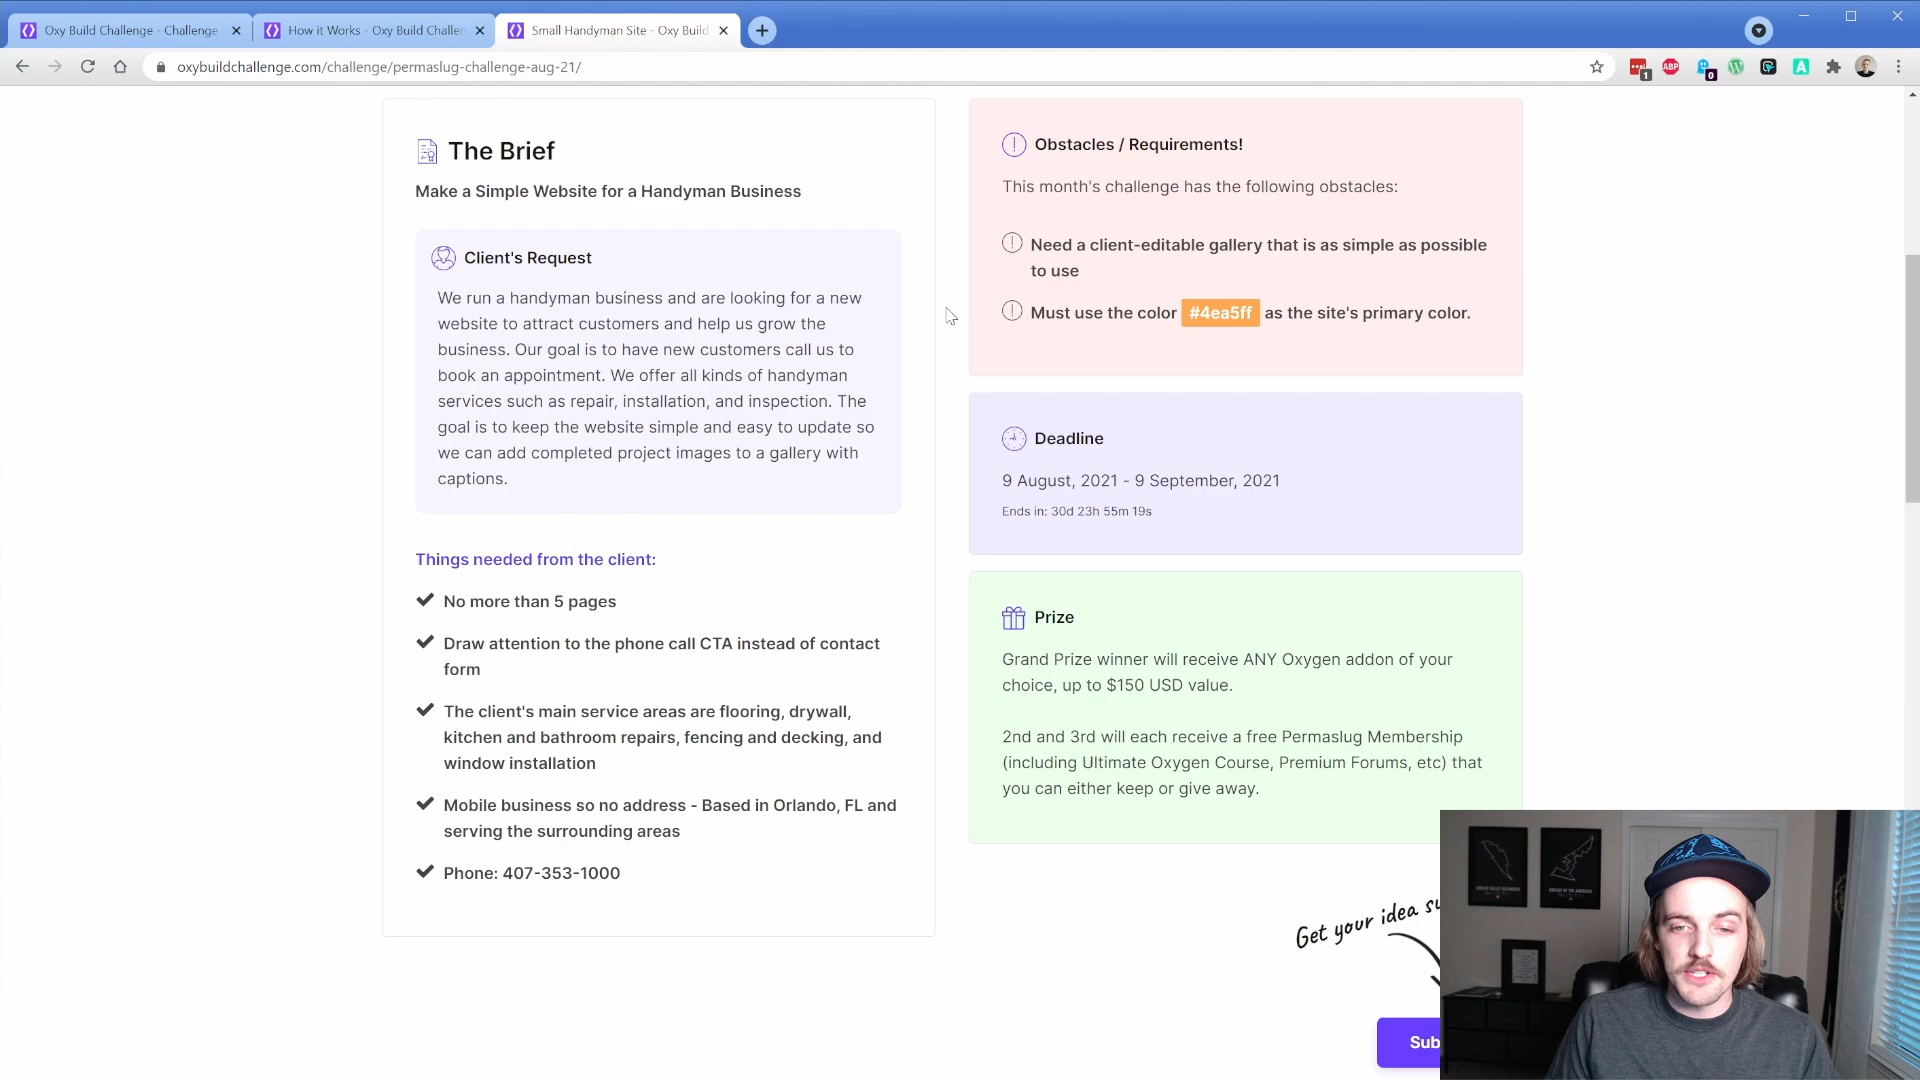 Oxy Build Challenge - Challenge
How it Works - Oxy Build Challen
Small Handyman Site - Oxy Build
oxybuildchallenge.com/challenge/permaslug-challenge-aug-21/
1
ABP
0
The Brief
Make a Simple Website for a Handyman Business
Client's Request
We run a handyman business and are looking for a new
website to attract customers and help us grow the
business. Our goal is to have new customers call us to
book an appointment. We offer all kinds of handyman
services such as repair, installation, and inspection. The
goal is to keep the website simple and easy to update so
we can add completed project images to a gallery with
captions.
Things needed from the client:
No more than 5 pages
Draw attention to the phone call CTA instead of contact
form
The client's main service areas are flooring, drywall,
kitchen and bathroom repairs, fencing and decking, and
window installation
Mobile business so no address - Based in Orlando, FL and
serving the surrounding areas
Phone: 407-353-1000
Obstacles / Requirements!
This month's challenge has the following obstacles:
Need a client-editable gallery that is as simple as possible
to use
Must use the color #4ea5ff as the site's primary color.
Deadline
9 August, 2021 - 9 September, 2021
Ends in: 30d 23h 55m 19s
Prize
Grand Prize winner will receive ANY Oxygen addon of your
choice, up to $150 USD value.
2nd and 3rd will each receive a free Permaslug Membership
(including Ultimate Oxygen Course, Premium Forums, etc) that
you can either keep or give away.
Get your idea su
Sub